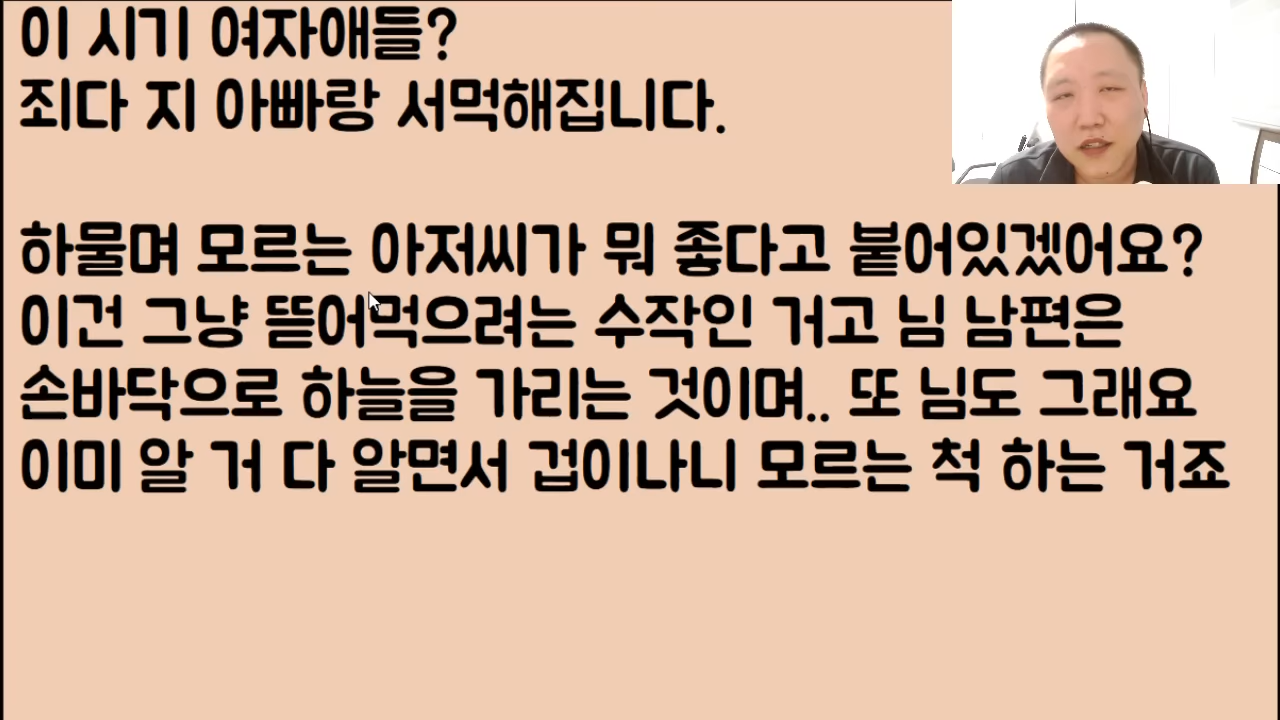 이 시기 여자애들?
죄다 지 아빠랑 서먹해집니다.
하물며 모르는 아저씨가 뭐 좋다고 붙어있겠어요?
이건 그냥 뜯어먹으려는 수작인 거고 님 남편은
손바닥으로 하늘을 가리는 것이며.. 또 님도 그래요
이미 알 거 다 알면서 겁이나니 모르는 척 하는 거죠